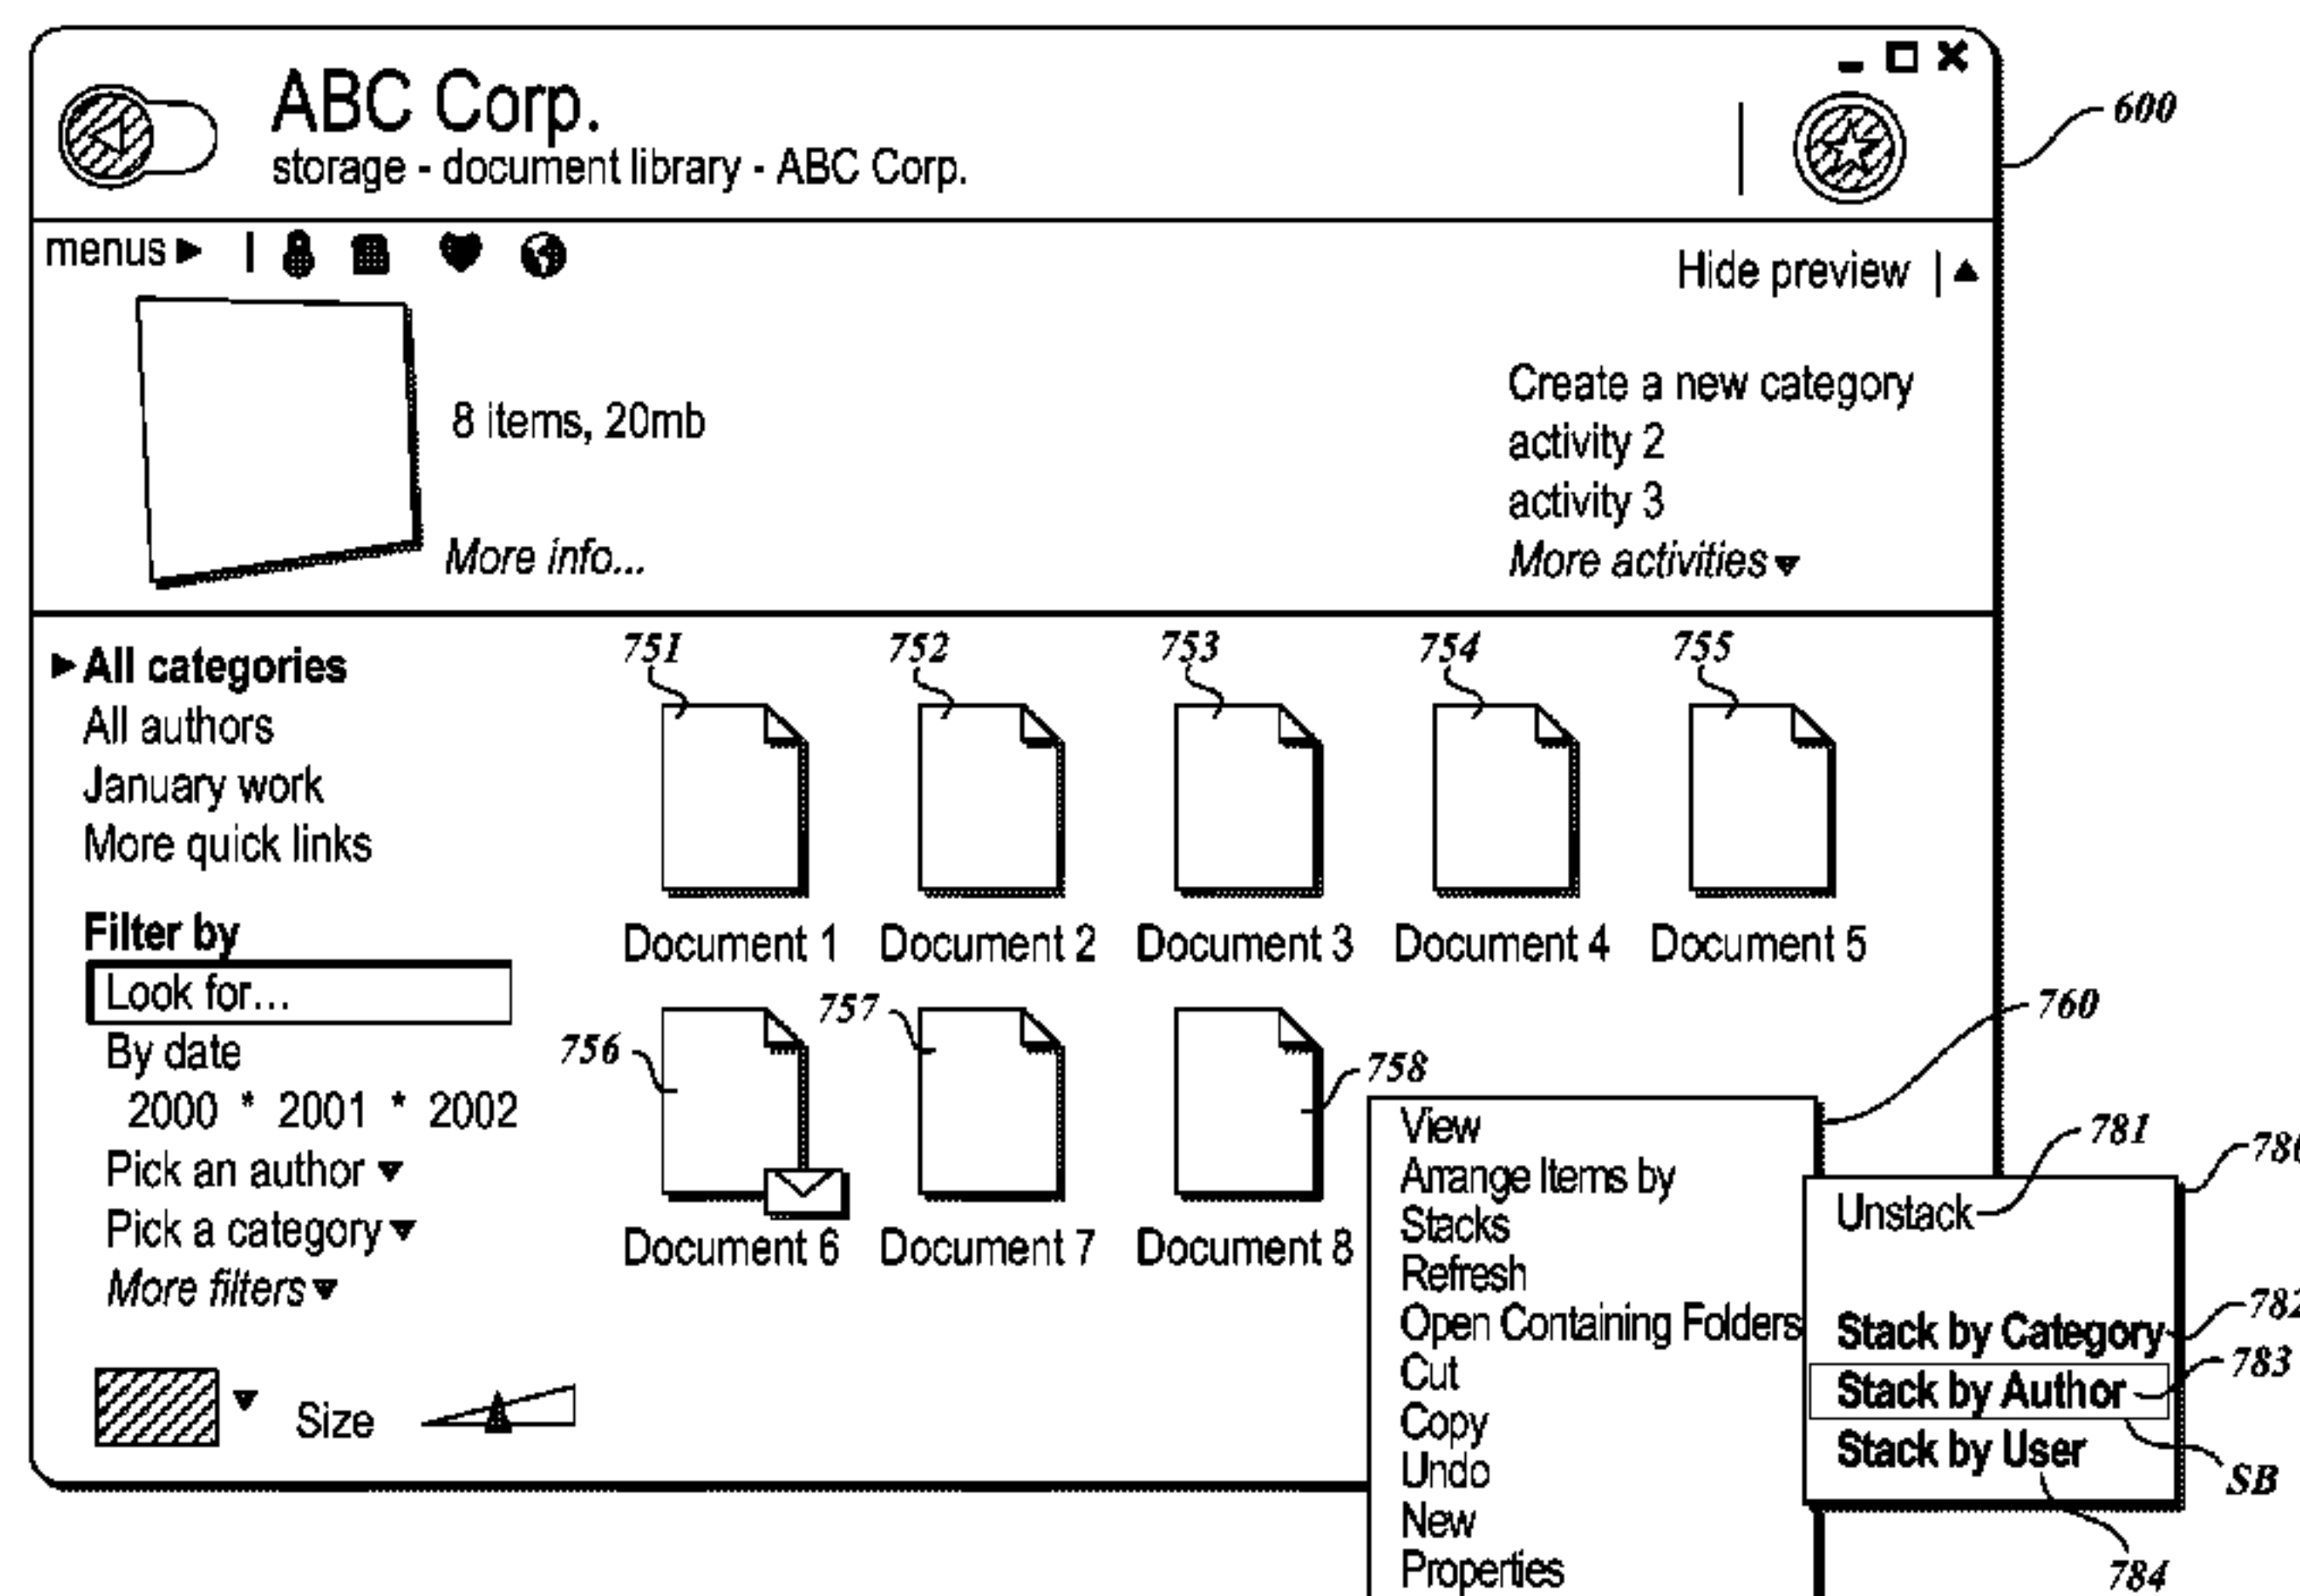 ABC Corp.
storage - document library - ABC Corp.
600
menus
Hide preview
8 items, 20mb
More info...
Create a new category
activity 2
activity 3
More activities
All categories
All authors
January work
More quick links
Filter by
Look for...
By date
2000 * 2001 * 2002
Pick an author
Pick a category
More filters
Size
751 752 753 754 755
Document 1 Document 2 Document 3 Document 4 Document 5
756 757 758
Document 6 Document 7 Document 8
760
View
Arrange Items by
Stacks
Refresh
Open Containing Folders
Cut
Copy
Undo
New
Properties
781
Unstack
Stack by Category
782
Stack by Author
783
Stack by User
SB
784